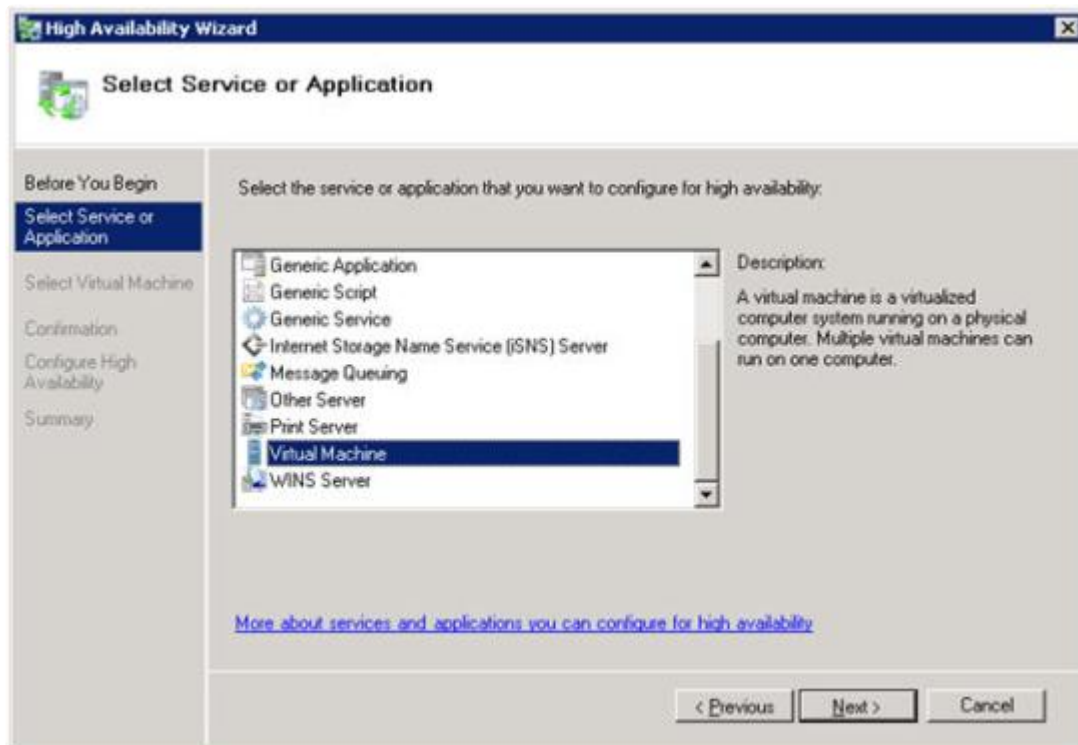 High Availability Wizard
Select Service or Application
Before You Begin
Select Service or
Application
Select Virtual Machine
Confirmation
Configure High
Availability
Summary
Select the service or application that you want to configure for high availability:
Generic Application
Generic Script
Generic Service
Internet Storage Name Service (iSNS) Server
Message Queuing
Other Server
Print Server
Virtual Machine
WINS Server
Description:
A virtual machine is a virtualized
computer system running on a physical
computer. Multiple virtual machines can
run on one computer.
More about services and applications you can configure for high availability
< Previous
Next >
Cancel